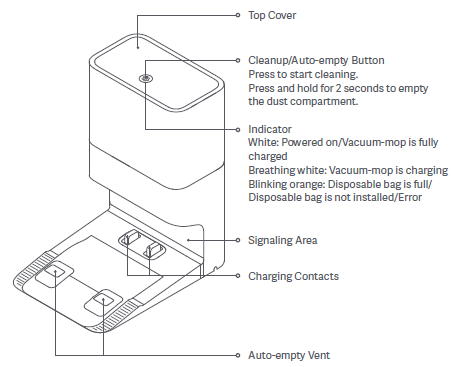 Top Cover
Cleanup/Auto-empty Button
Press to start cleaning.
Press and hold for 2 seconds to empty
the dust compartment.
Indicator
White: Powered on/Vacuum-mop is fully
charged
Breathing white: Vacuum-mop is charging
Blinking orange: Disposable bag is full/
Disposable bag is not installed/Error
Signaling Area
Charging Contacts
Auto-empty Vent